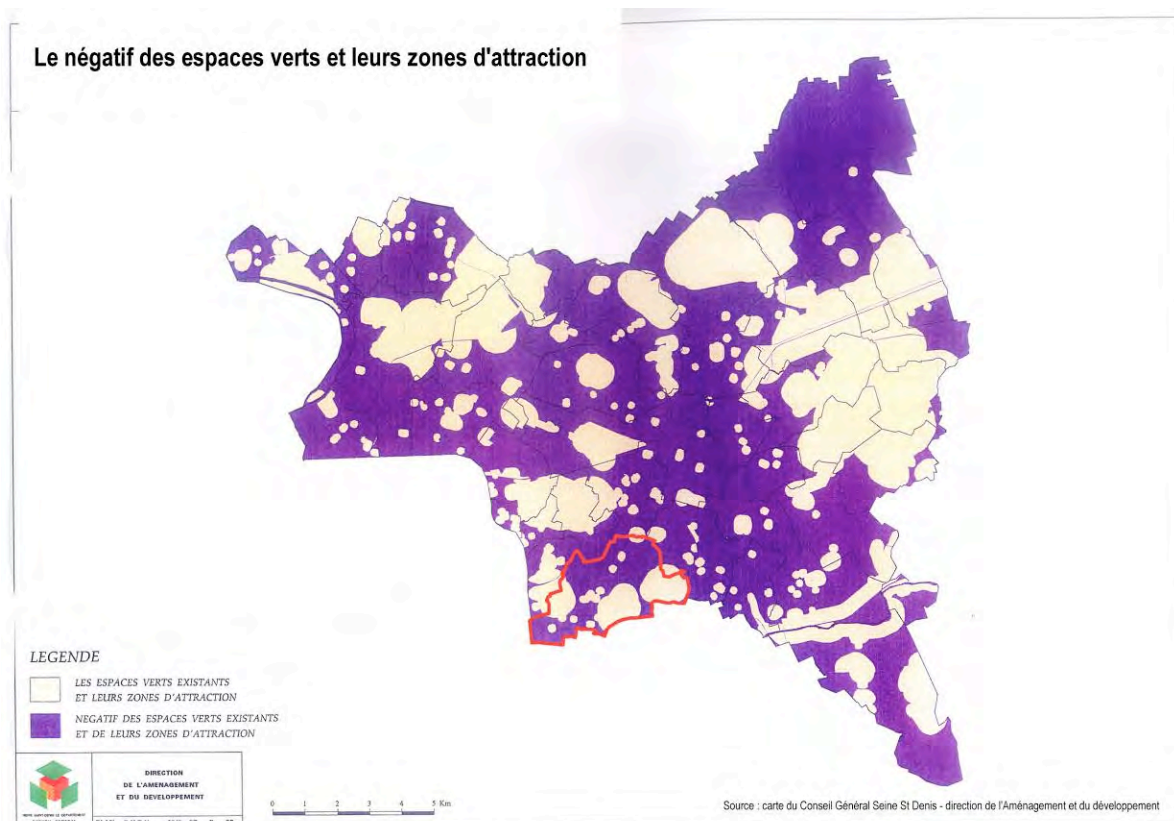 Le négatif des espaces verts et leurs zones d'attraction
LEGENDE
LES ESPACES VERTS EXISTANTS
ET LEURS ZONES D'ATTRACTION
NEGATIF DES ESPACES VERTS EXISTANTS
ET DE LEURS ZONES D'ATTRACTION
DIRECTION
DE L'AMENAGEMENT
ET DU DEVELOPPEMENT
0 1 2 3 4 5 Km
Source : carte du Conseil Général Seine St Denis - direction de l'Aménagement et du développement